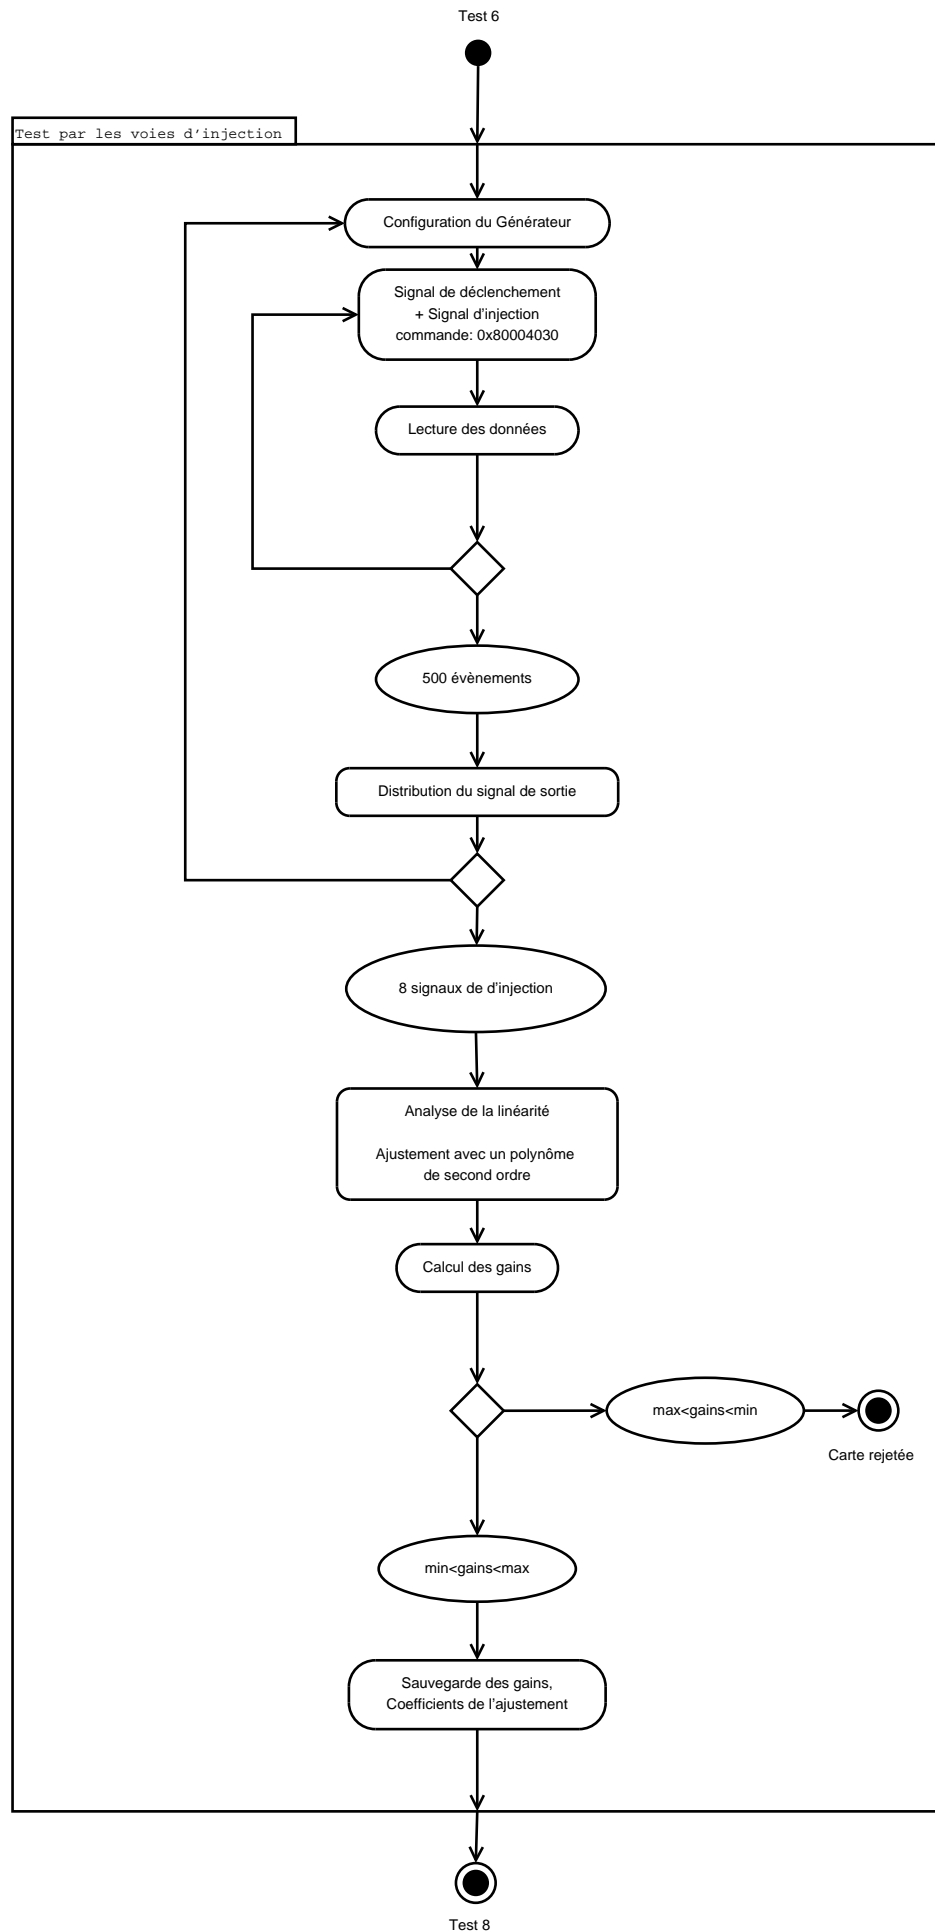 Test 6
Test par les voies d'injection
Configuration du Générateur
Signal de déclenchement
+ Signal d'injection
commande: 0x80004030
Lecture des données
500 évènements
Distribution du signal de sortie
8 signaux de d'injection
Analyse de la linéarité
Ajustement avec un polynôme
de second ordre
Calcul des gains
max<gains<min
Carte rejetée
min<gains<max
Sauvegarde des gains,
Coefficients de l'ajustement
Test 8